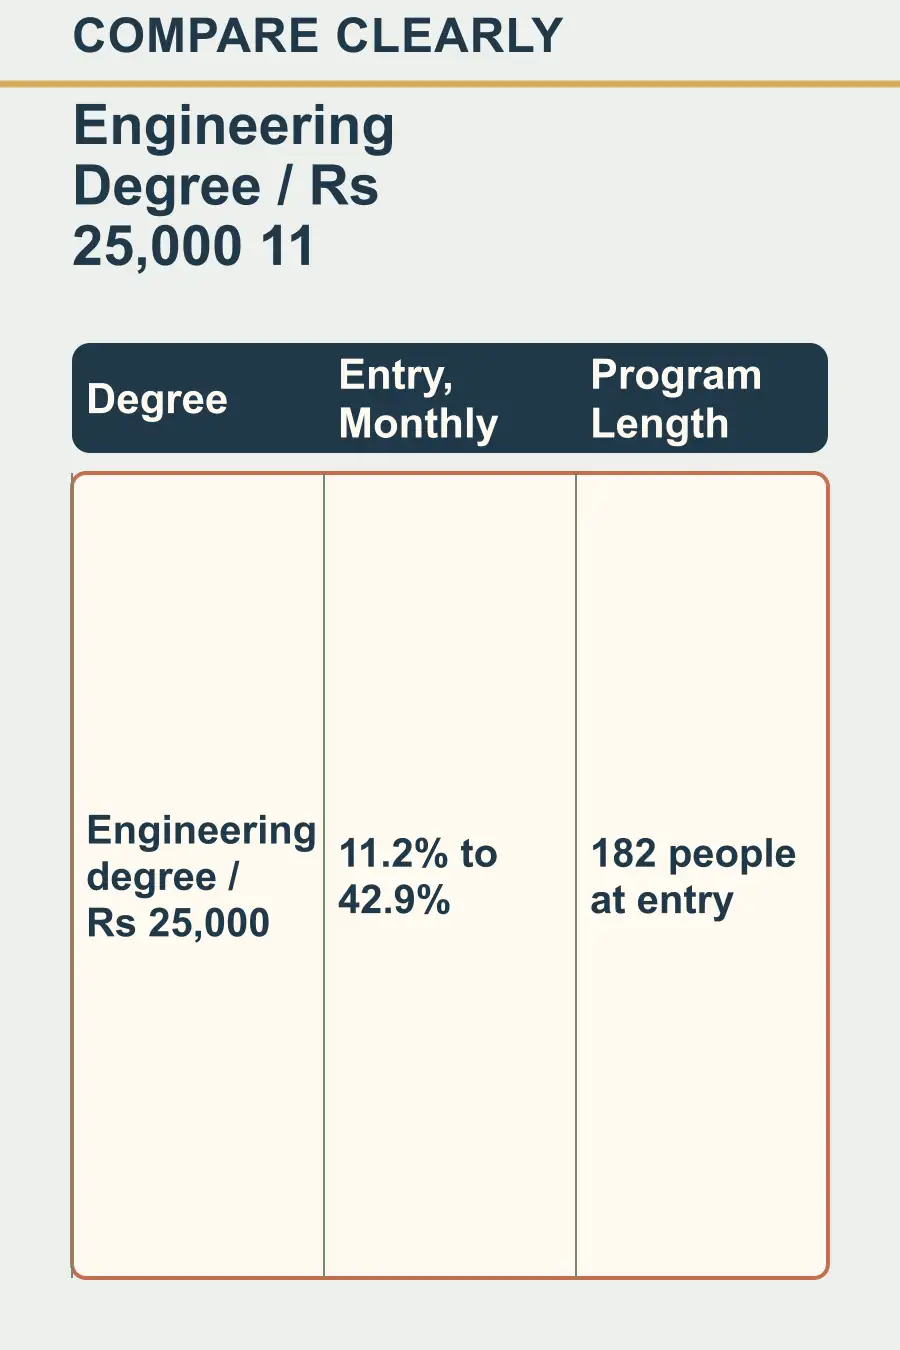 COMPARE CLEARLY
Engineering
Degree / Rs
25,000 11
Degree
Entry,
Monthly
Program
Length
Engineering
degree /
Rs 25,000
11.2% to
42.9%
182 people
at entry